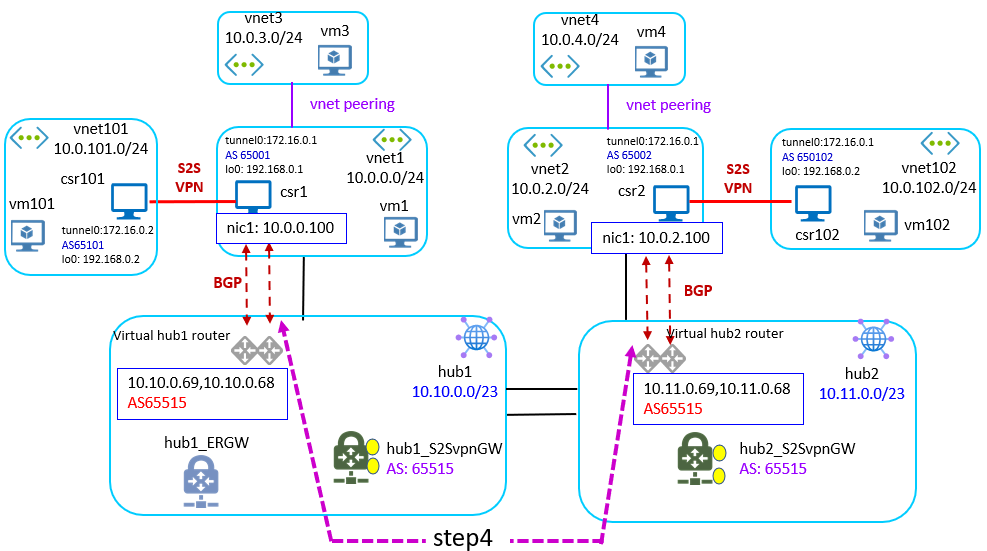 vnet3
10.0.3.0/24
vm3
vnet4
10.0.4.0/24
vm4
vnet peering
vnet peering
vnet101
10.0.101.0/24
csr101
vm101
tunnel0:172.16.0.2
AS65101
lo0: 192.168.0.2
S2S
VPN
tunnel0:172.16.0.1
AS 65001
lo0: 192.168.0.1
vnet1
10.0.0.0/24
csr1
vm1
nic1: 10.0.0.100
vnet2
10.0.2.0/24
vm2
tunnel0:172.16.0.1
AS 65002
lo0: 192.168.0.1
csr2
nic1: 10.0.2.100
S2S
VPN
tunnel0:172.16.0.1
AS 650102
lo0: 192.168.0.2
vnet102
10.0.102.0/24
csr102
vm102
BGP
BGP
Virtual hub1 router
10.10.0.69,10.10.0.68
AS65515
hub1
10.10.0.0/23
hub1_ERGW
hub1_S2SvpnGW
AS: 65515
Virtual hub2 router
10.11.0.69,10.11.0.68
AS65515
hub2
10.11.0.0/23
hub2_S2SvpnGW
AS: 65515
step4